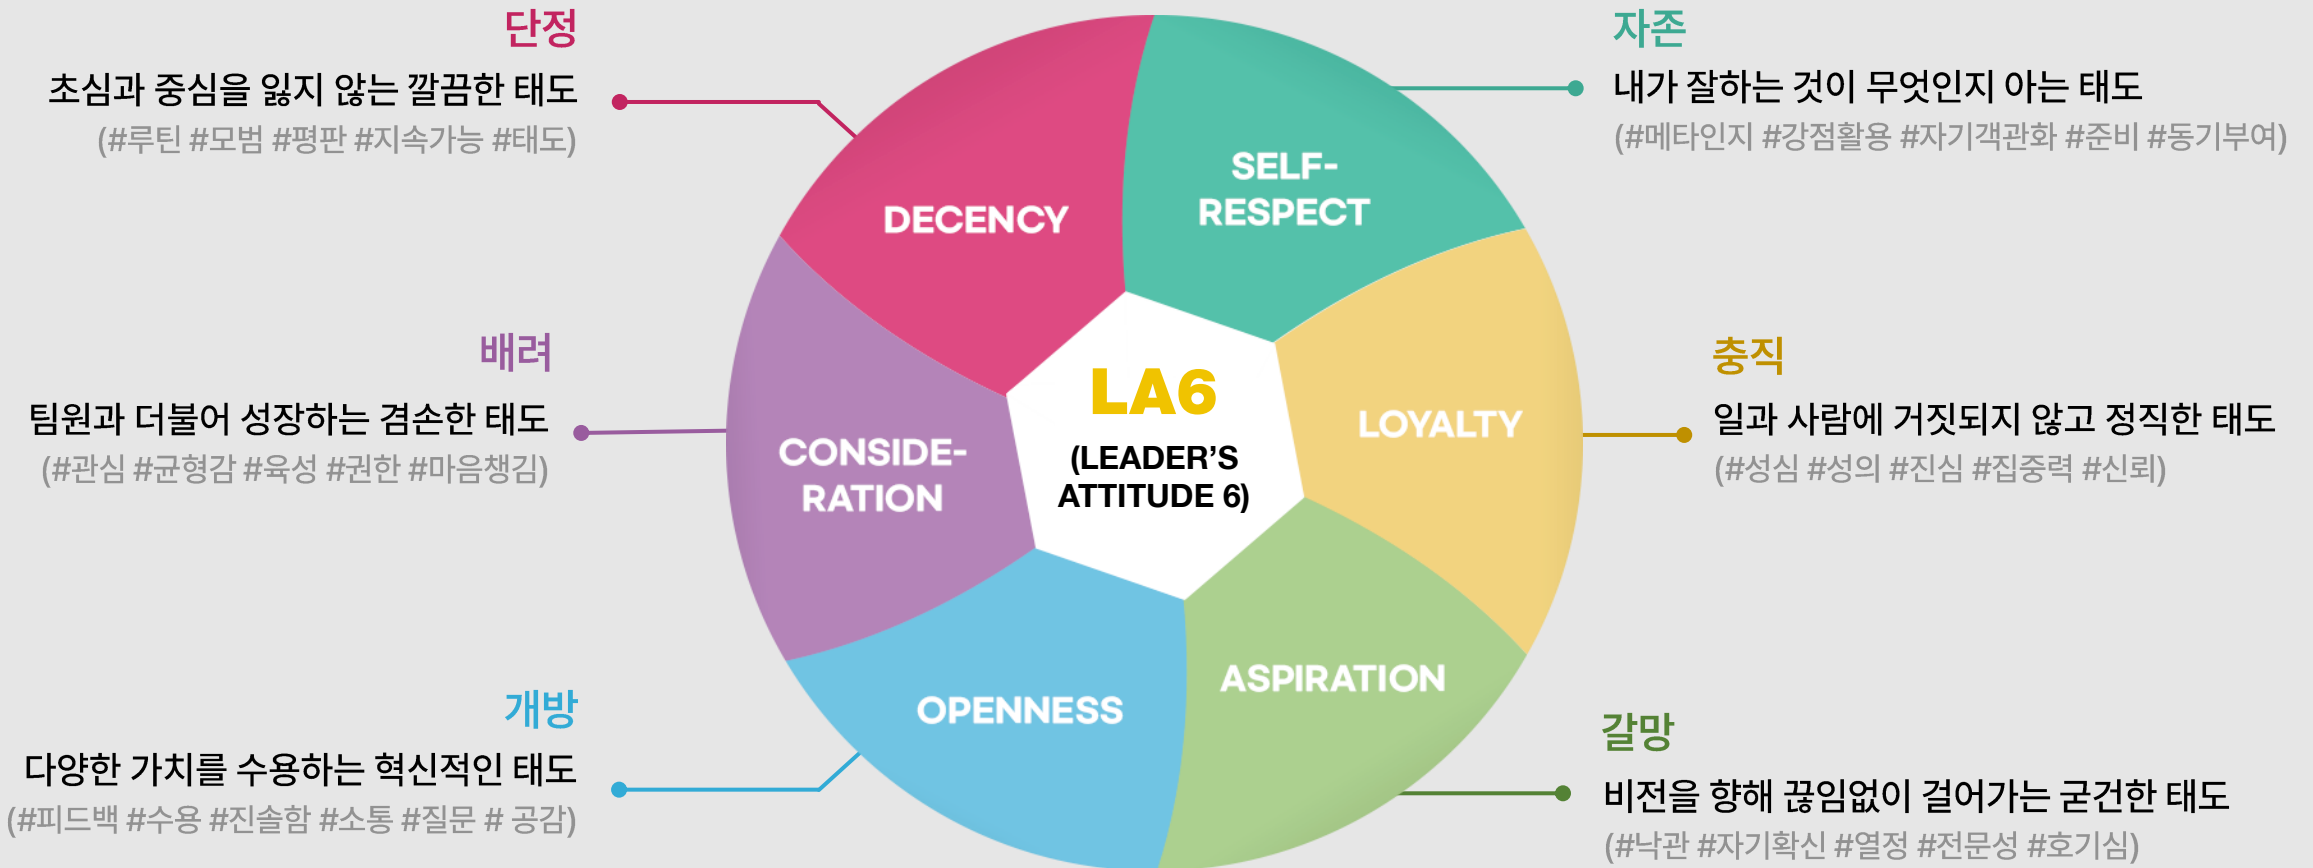 단정
초심과 중심을 잃지 않는 깔끔한 태도
(#루틴 #모범 #평판 #지속가능 #태도)
자존
내가 잘하는 것이 무엇인지 아는 태도
(#메타인지 #강점활용 #자기객관화 #준비 #동기부여)
DECENCY
SELF-
RESPECT
배려
팀원과 더불어 성장하는 겸손한 태도
(#관심 #균형감 #육성 #권한 #마음챙김)
CONSIDE-
RATION
LA6
(LEADER’S
ATTITUDE 6)
LOYALTY
충직
일과 사람에 거짓되지 않고 정직한 태도
(#성심 #성의 #진심 #집중력 #신뢰)
개방
다양한 가치를 수용하는 혁신적인 태도
(#피드백 #수용 #진솔함 #소통 #질문 # 공감)
OPENNESS
ASPIRATION
갈망
비전을 향해 끊임없이 걸어가는 굳건한 태도
(#낙관 #자기확신 #열정 #전문성 #호기심)